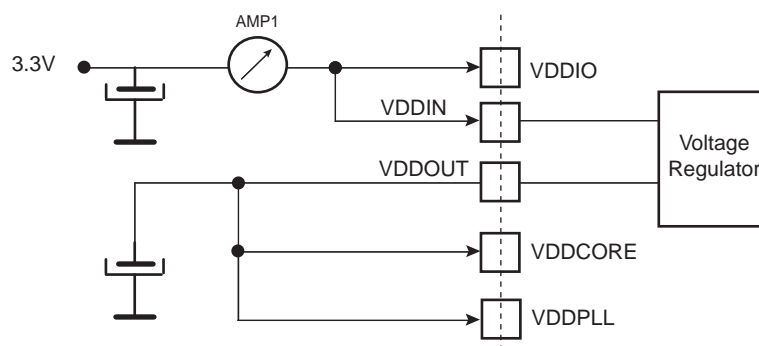 AMP1
3.3V
VDDIO
VDDIN
Voltage
Regulator
VDDOUT
VDDCORE
VDDPLL